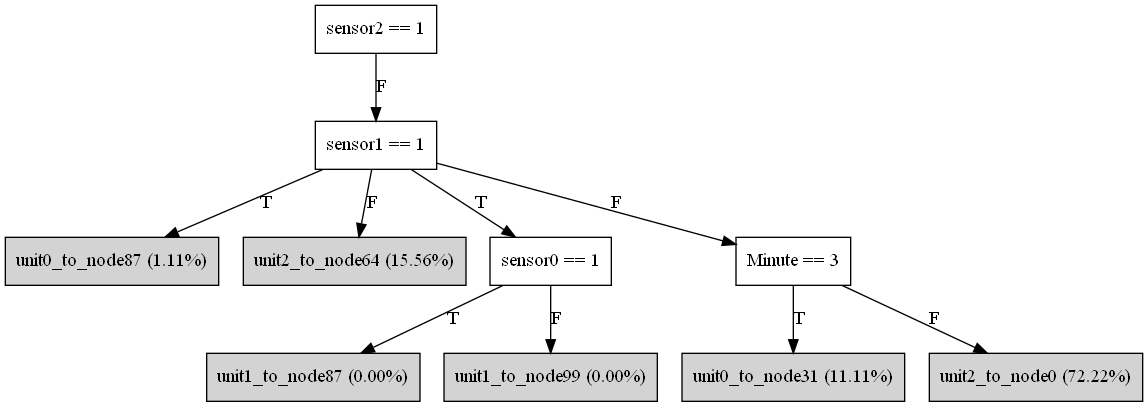 sensor2 == 1
F
sensor1 == 1
T
F
T
F
unit0_to_node87 (1.11%)
unit2_to_node64 (15.56%)
sensor0 == 1
Minute == 3
T
F
T
F
unit1_to_node87 (0.00%)
unit1_to_node99 (0.00%)
unit0_to_node31 (11.11%)
unit2_to_node0 (72.22%)